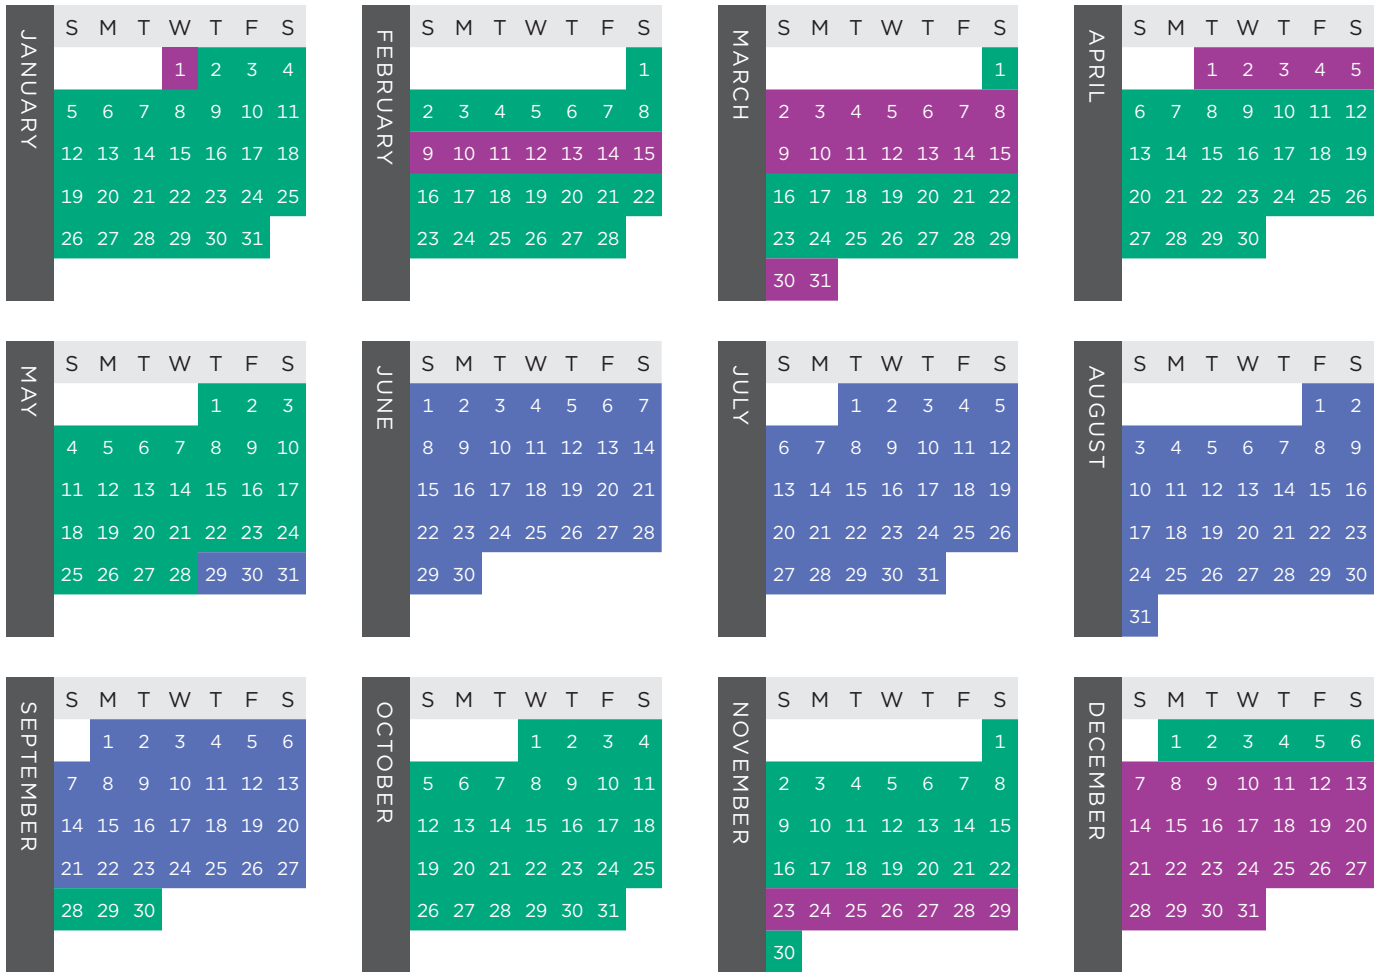 JANUARY
S M T W T F S
1 2 3 4
5 6 7 8 9 10 11
12 13 14 15 16 17 18
19 20 21 22 23 24 25
26 27 28 29 30 31
FEBRUARY
S M T W T F S
1
2 3 4 5 6 7 8
9 10 11 12 13 14 15
16 17 18 19 20 21 22
23 24 25 26 27 28
MARCH
S M T W T F S
1
2 3 4 5 6 7 8
9 10 11 12 13 14 15
16 17 18 19 20 21 22
23 24 25 26 27 28 29
30 31
APRIL
S M T W T F S
1 2 3 4 5
6 7 8 9 10 11 12
13 14 15 16 17 18 19
20 21 22 23 24 25 26
27 28 29 30
MAY
S M T W T F S
1 2 3
4 5 6 7 8 9 10
11 12 13 14 15 16 17
18 19 20 21 22 23 24
25 26 27 28 29 30 31
JUNE
S M T W T F S
1 2 3 4 5 6 7
8 9 10 11 12 13 14
15 16 17 18 19 20 21
22 23 24 25 26 27 28
29 30
JULY
S M T W T F S
1 2 3 4 5
6 7 8 9 10 11 12
13 14 15 16 17 18 19
20 21 22 23 24 25 26
27 28 29 30 31
AUGUST
S M T W T F S
1 2
3 4 5 6 7 8 9
10 11 12 13 14 15 16
17 18 19 20 21 22 23
24 25 26 27 28 29 30
31
SEPTEMBER
S M T W T F S
1 2 3 4 5 6
7 8 9 10 11 12 13
14 15 16 17 18 19 20
21 22 23 24 25 26 27
28 29 30
OCTOBER
S M T W T F S
1 2 3 4
5 6 7 8 9 10 11
12 13 14 15 16 17 18
19 20 21 22 23 24 25
26 27 28 29 30 31
NOVEMBER
S M T W T F S
1
2 3 4 5 6 7 8
9 10 11 12 13 14 15
16 17 18 19 20 21 22
23 24 25 26 27 28 29
30
DECEMBER
S M T W T F S
1 2 3 4 5 6
7 8 9 10 11 12 13
14 15 16 17 18 19 20
21 22 23 24 25 26 27
28 29 30 31